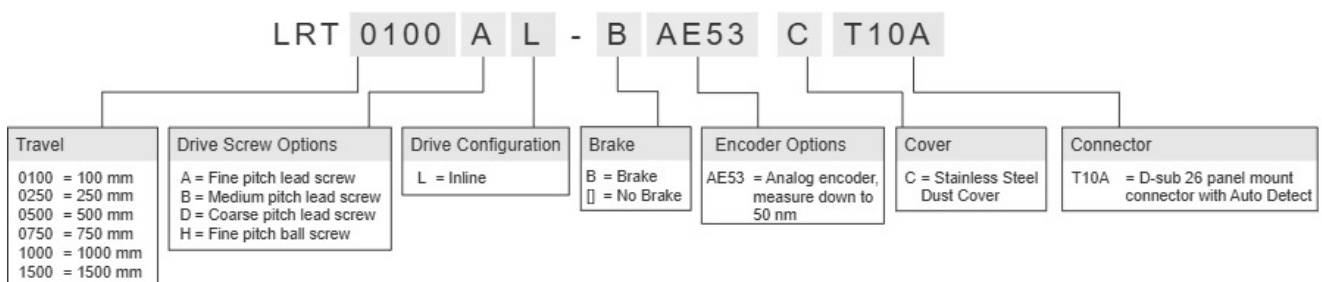 LRT 0100 A L - B AE53 C T10A
Travel
0100 = 100 mm
0250 = 250 mm
0500 = 500 mm
0750 = 750 mm
1000 = 1000 mm
1500 = 1500 mm
Drive Screw Options
A = Fine pitch lead screw
B = Medium pitch lead screw
D = Coarse pitch lead screw
H = Fine pitch ball screw
Drive Configuration
L = Inline
Brake
B = Brake
[] = No Brake
Encoder Options
AE53 = Analog encoder,
measure down to
50 nm
Cover
C = Stainless Steel
Dust Cover
Connector
T10A = D-sub 26 panel mount
connector with Auto Detect